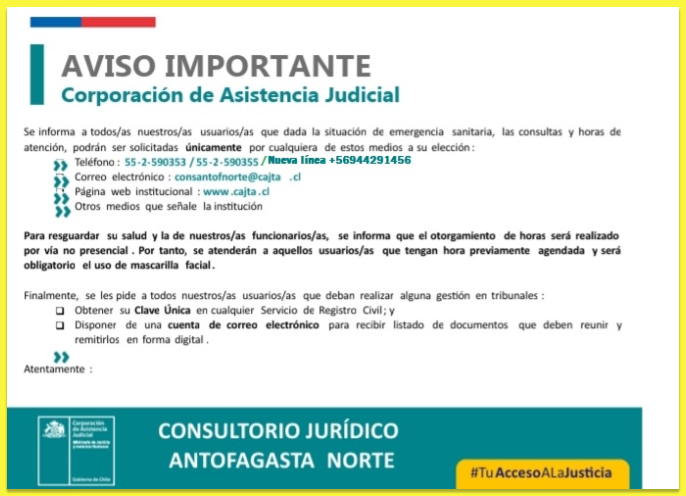 AVISO IMPORTANTE
Corporación de Asistencia Judicial
Se informa a todos/as nuestros/as usuarios/as que dada la situación de emergencia sanitaria, las consultas y horas de
atención, podrán ser solicitadas únicamente por cualquiera de estos medios a su elección:
Teléfono : 55-2-590353 / 55-2-590355 / Nueva línea +56944291456
Correo electrónico : consantofnorte@cajta .cl
Página web institucional : www.cajta.cl
Otros medios que señale la institución
Para resguardar su salud y la de nuestros/as funcionarios/as, se informa que el otorgamiento de horas será realizado
por vía no presencial . Por tanto, se atenderán a aquellos usuarios/as que tengan hora previamente agendada y será
obligatorio el uso de mascarilla facial.
Finalmente, se les pide a todos nuestros/as usuarios/as que deban realizar alguna gestión en tribunales :
Obtener su Clave Única en cualquier Servicio de Registro Civil; y
Disponer de una cuenta de correo electrónico para recibir listado de documentos que deben reunir y
remitirlos en forma digital .
Atentamente :
Corporación
de Asistencia
Judicial
Ministerio de Justicia
y Derechos Humanos
Gobierno de Chile
CONSULTORIO JURÍDICO
ANTOFAGASTA NORTE
#TuAccesoALaJusticia